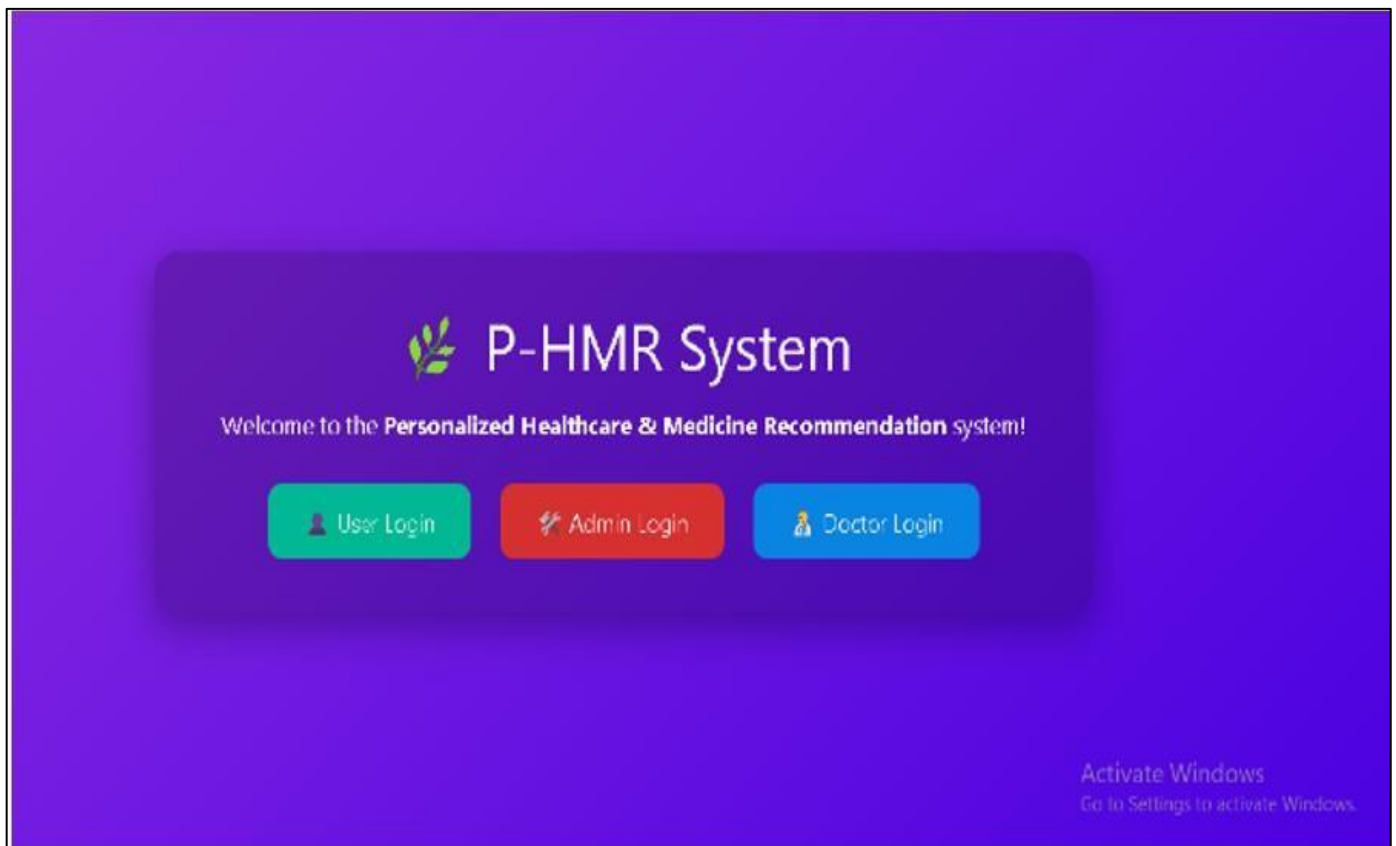 P-HMR System
Welcome to the Personalized Healthcare & Medicine Recommendation system!
User Login
Admin Login
Doctor Login
Activate Windows
Go to Settings to activate Windows.